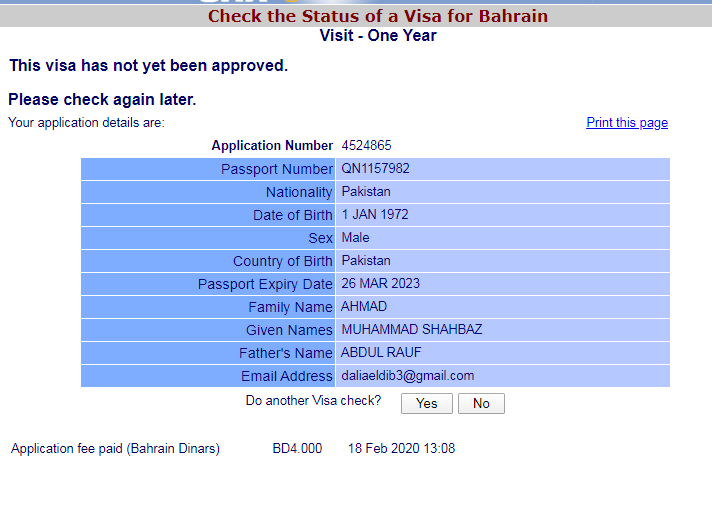 Check the Status of a Visa for Bahrain
Visit - One Year
This visa has not yet been approved.
Please check again later.
Your application details are: Print this page
Application Number 4524865
Passport Number QN1157982
Nationality Pakistan
Date of Birth 1 JAN 1972
Sex Male
Country of Birth Pakistan
Passport Expiry Date 26 MAR 2023
Family Name AHMAD
Given Names MUHAMMAD SHAHBAZ
Father's Name ABDUL RAUF
Email Address daliaeldib3@gmail.com
Do another Visa check? Yes No
Application fee paid (Bahrain Dinars) BD4.000 18 Feb 2020 13:08